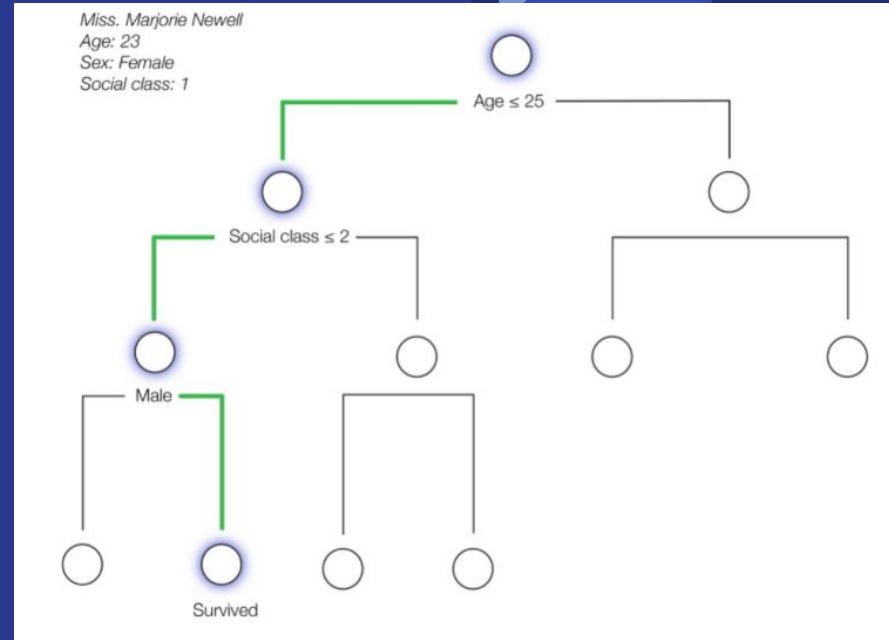 Miss. Marjorie Newell
Age: 23
Sex: Female
Social class: 1
Age ≤ 25
Social class ≤ 2
Male
Survived